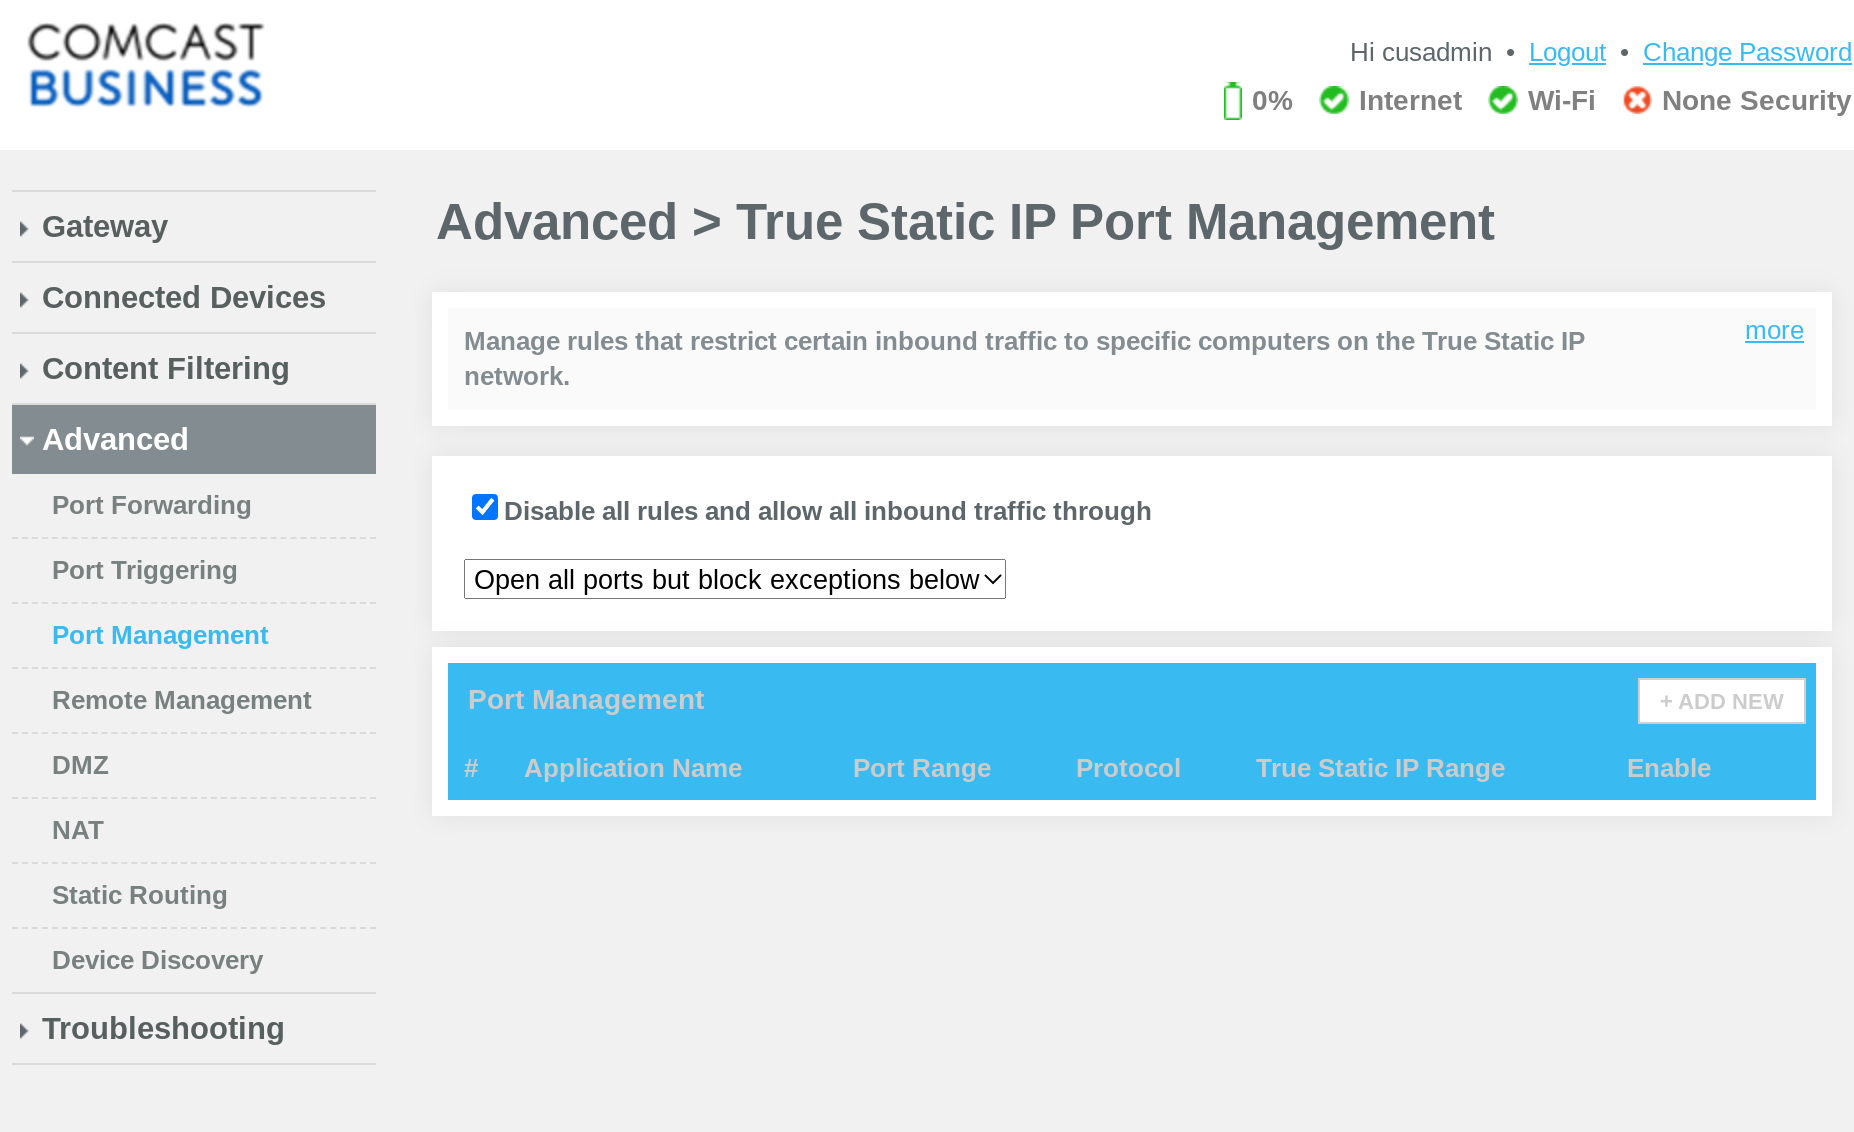 COMCAST
BUSINESS
Hi cusadmin • Logout • Change Password
0% Internet Wi-Fi None Security
Gateway
Connected Devices
Content Filtering
Advanced
Port Forwarding
Port Triggering
Port Management
Remote Management
DMZ
NAT
Static Routing
Device Discovery
Troubleshooting
Advanced > True Static IP Port Management
Manage rules that restrict certain inbound traffic to specific computers on the True Static IP
network.
more
Disable all rules and allow all inbound traffic through
Open all ports but block exceptions below
Port Management
+ ADD NEW
# Application Name Port Range Protocol True Static IP Range Enable